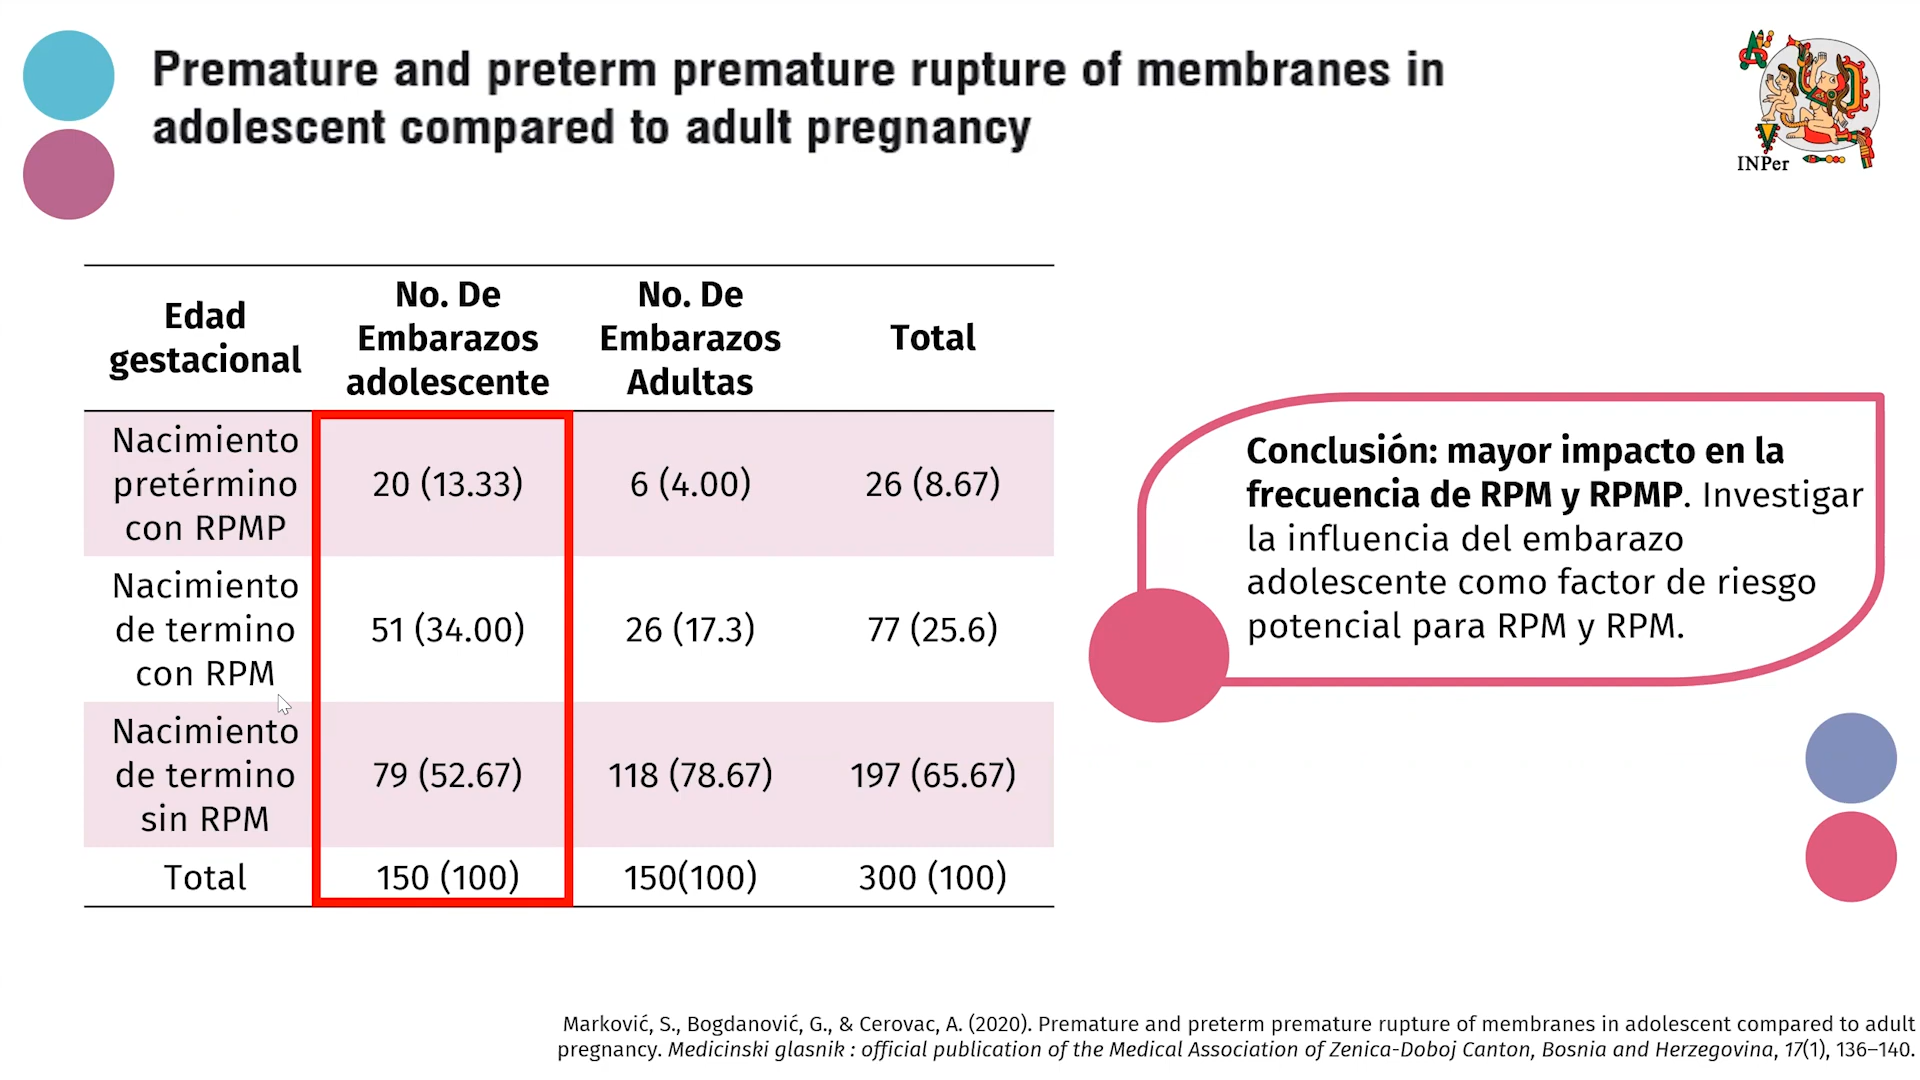 Premature and preterm premature rupture of membranes in
adolescent compared to adult pregnancy
INPer
Edad
gestacional
No. De
Embarazos
adolescente
No. De
Embarazos
Adultas
Total
Nacimiento
pretérmino
con RPMP
20 (13.33)
6 (4.00)
26 (8.67)
Nacimiento
de termino
con RPM
51 (34.00)
26 (17.3)
77 (25.6)
Nacimiento
de termino
sin RPM
79 (52.67)
118 (78.67)
197 (65.67)
Total
150 (100)
150(100)
300 (100)
Conclusión: mayor impacto en la
frecuencia de RPM y RPMP. Investigar
la influencia del embarazo
adolescente como factor de riesgo
potencial para RPM y RPM.
Marković, S., Bogdanović, G., & Cerovac, A. (2020). Premature and preterm premature rupture of membranes in adolescent compared to adult
pregnancy. Medicinski glasnik : official publication of the Medical Association of Zenica-Doboj Canton, Bosnia and Herzegovina, 17(1), 136–140.